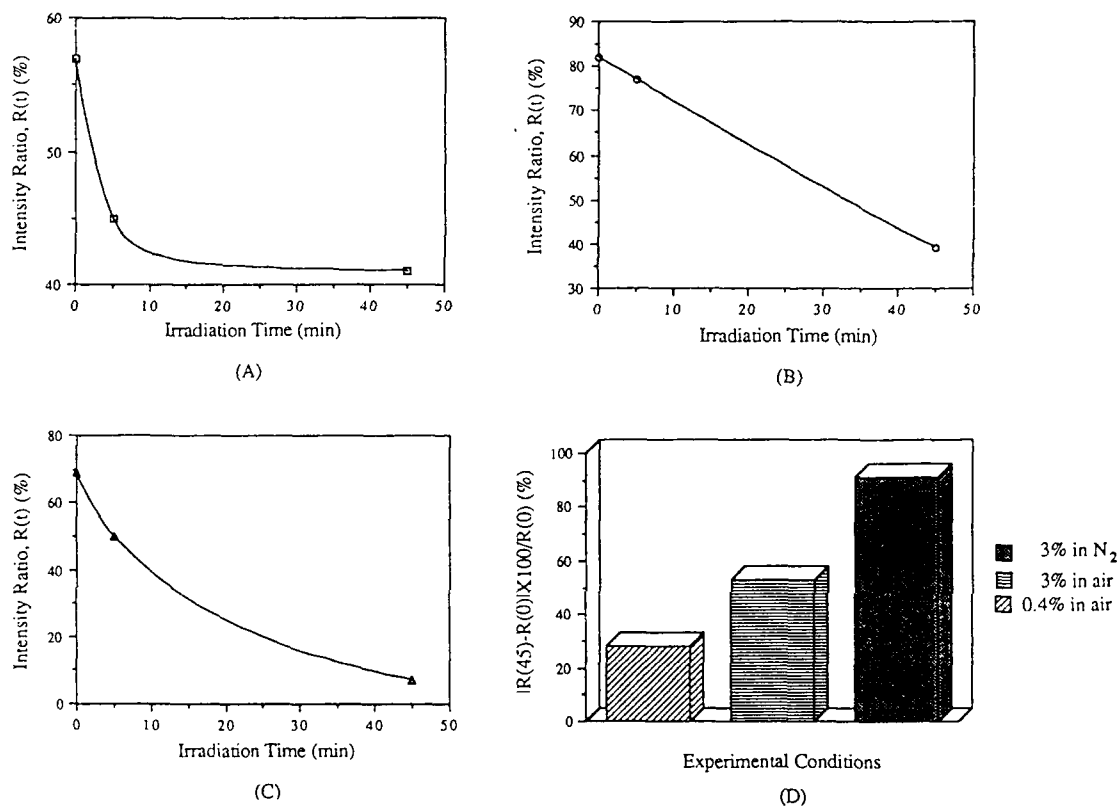 60
50
40
Intensity Ratio, R(t) (%)
0 10 20 30 40 50
Irradiation Time (min)
(A)
90
80
70
60
50
40
30
Intensity Ratio, R(t) (%)
0 10 20 30 40 50
Irradiation Time (min)
(B)
80
60
40
20
0
Intensity Ratio, R(t) (%)
0 10 20 30 40 50
Irradiation Time (min)
(C)
100
80
60
40
20
0
|R(45)-R(0)|X100/R(0) (%)
3% in N2
3% in air
0.4% in air
Experimental Conditions
(D)